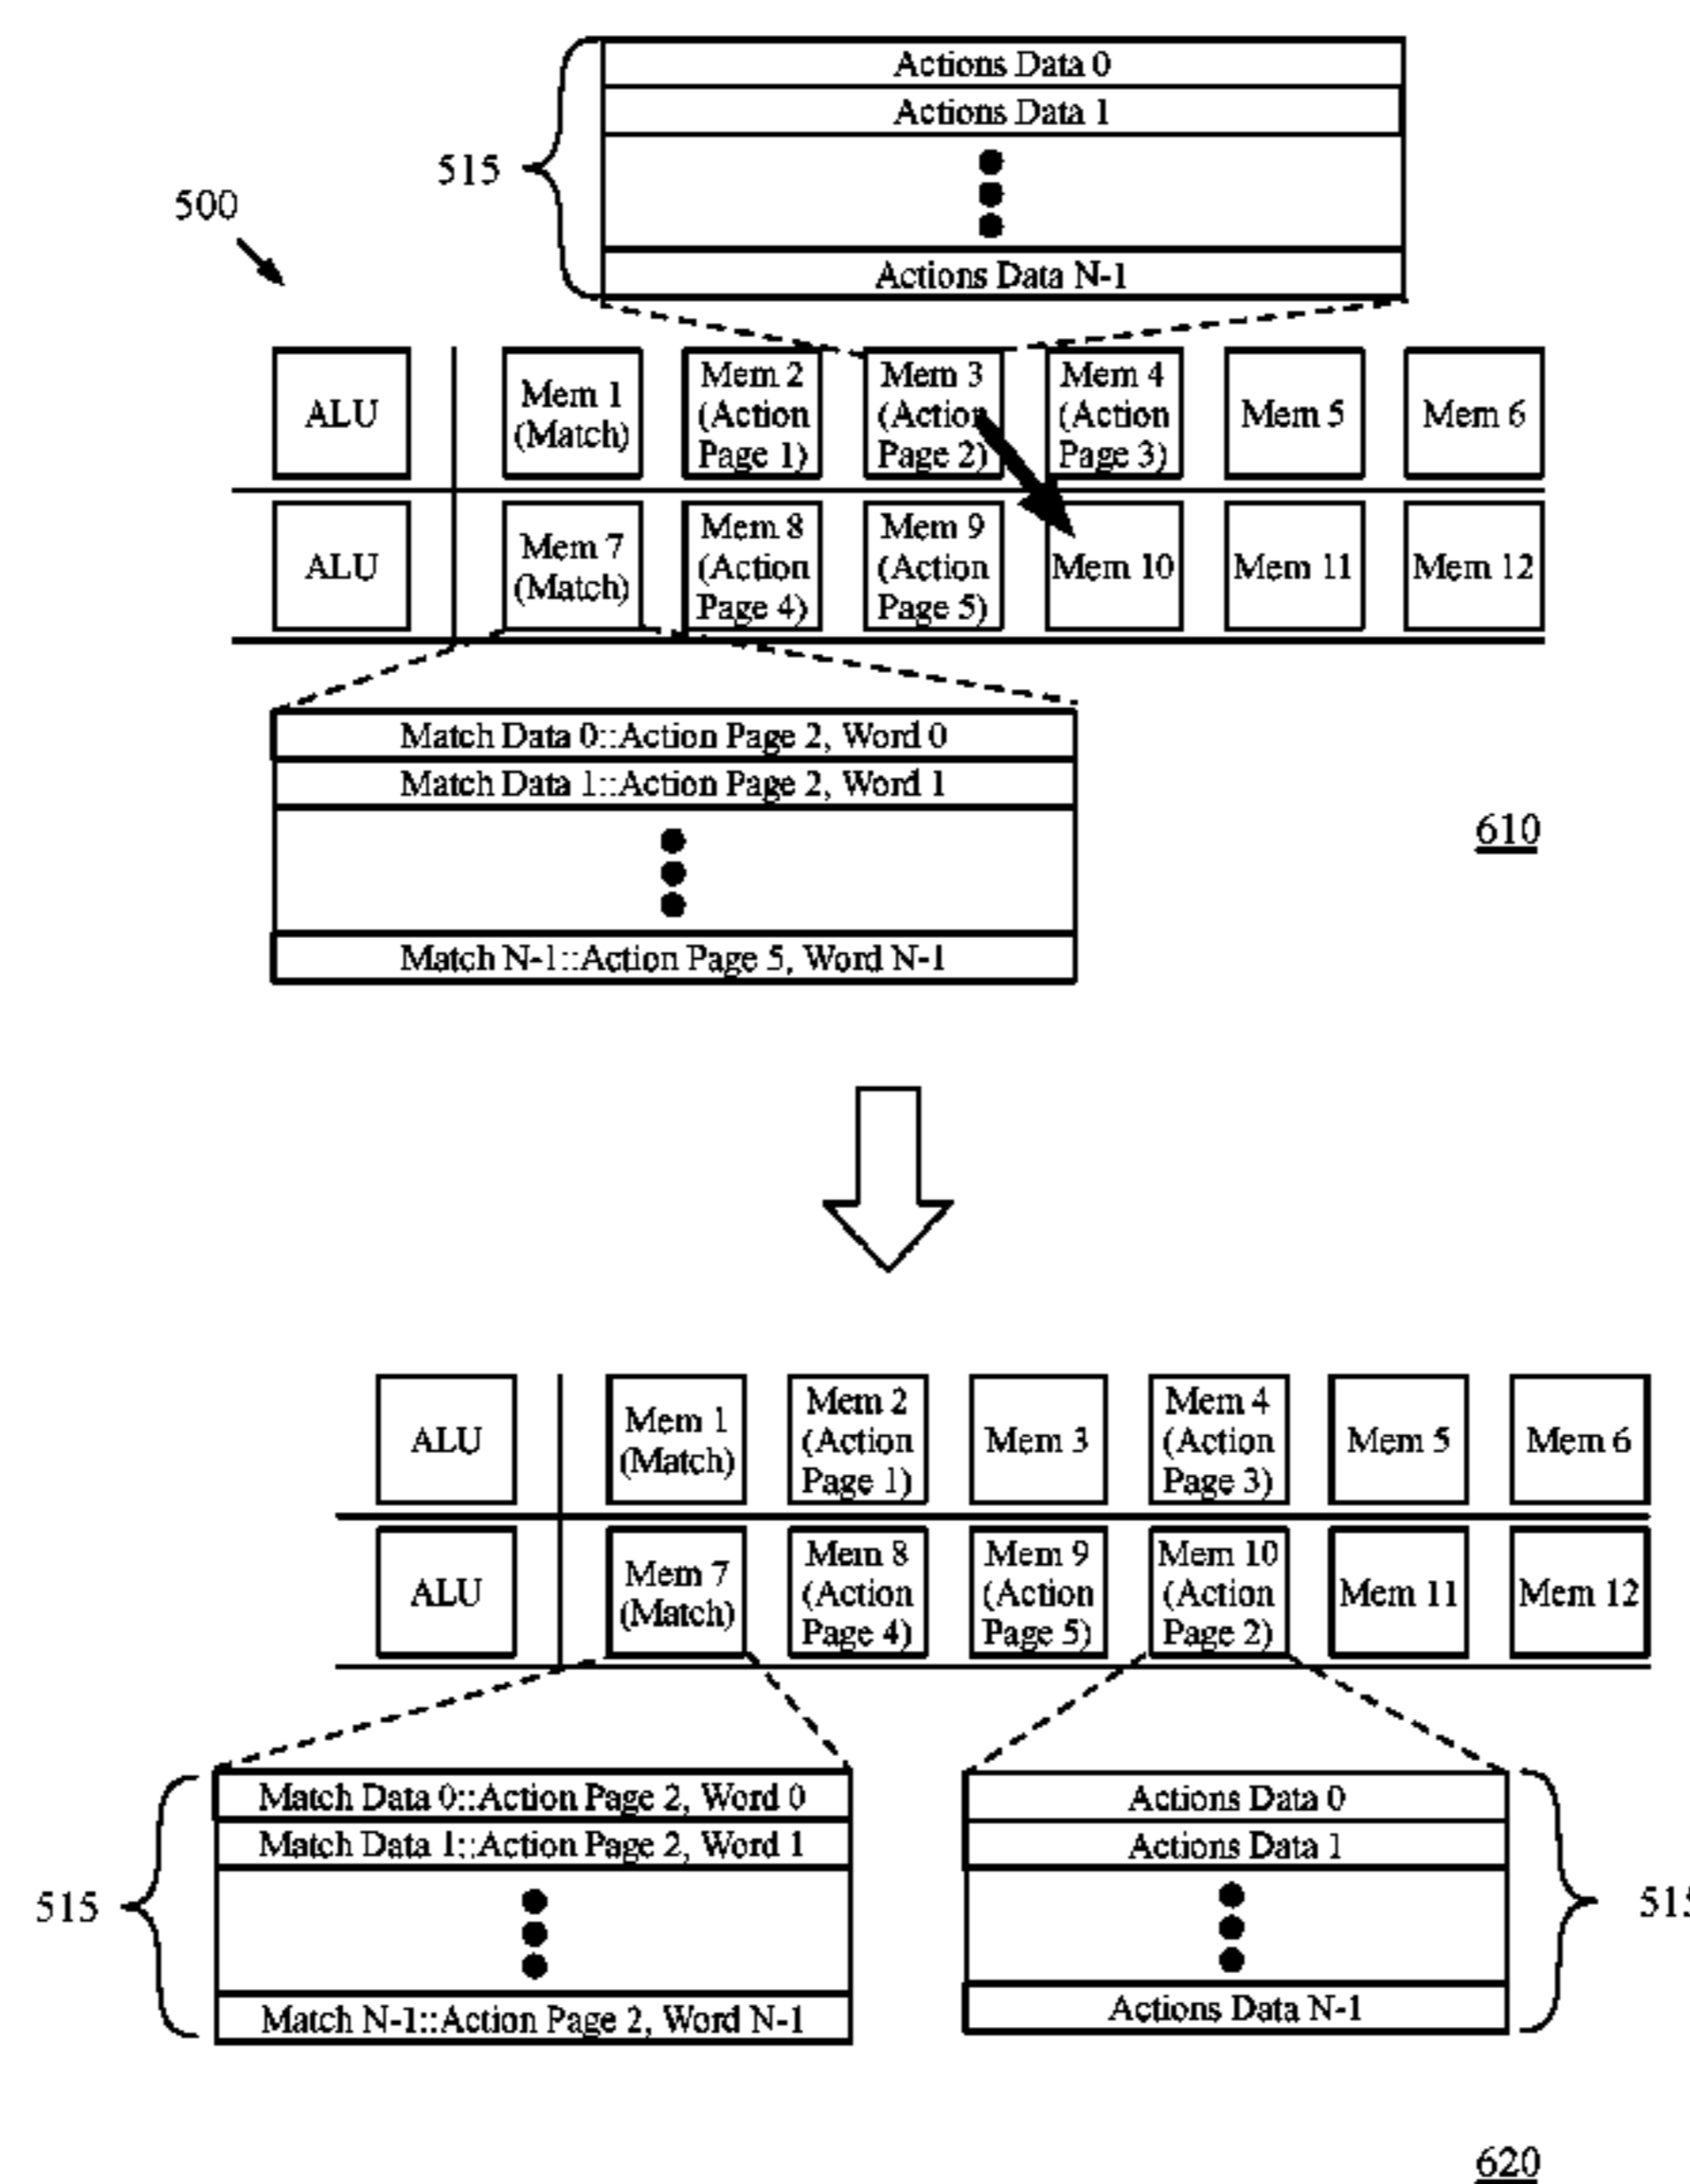 Actions Data 0
Actions Data 1
515
500
Actions Data N-1
ALU
Mem 1
(Match)
Mem 2
(Action
Page 1)
Mem 3
(Action
Page 2)
Mem 4
(Action
Page 3)
Mem 5
Mem 6
ALU
Mem 7
(Match)
Mem 8
(Action
Page 4)
Mem 9
(Action
Page 5)
Mem 10
Mem 11
Mem 12
Match Data 0::Action Page 2, Word 0
Match Data 1::Action Page 2, Word 1
610
Match N-1::Action Page 5, Word N-1
ALU
Mem 1
(Match)
Mem 2
(Action
Page 1)
Mem 3
Mem 4
(Action
Page 3)
Mem 5
Mem 6
ALU
Mem 7
(Match)
Mem 8
(Action
Page 4)
Mem 9
(Action
Page 5)
Mem 10
(Action
Page 2)
Mem 11
Mem 12
Match Data 0::Action Page 2, Word 0
Match Data 1::Action Page 2, Word 1
515
Match N-1::Action Page 2, Word N-1
Actions Data 0
Actions Data 1
515
Actions Data N-1
620